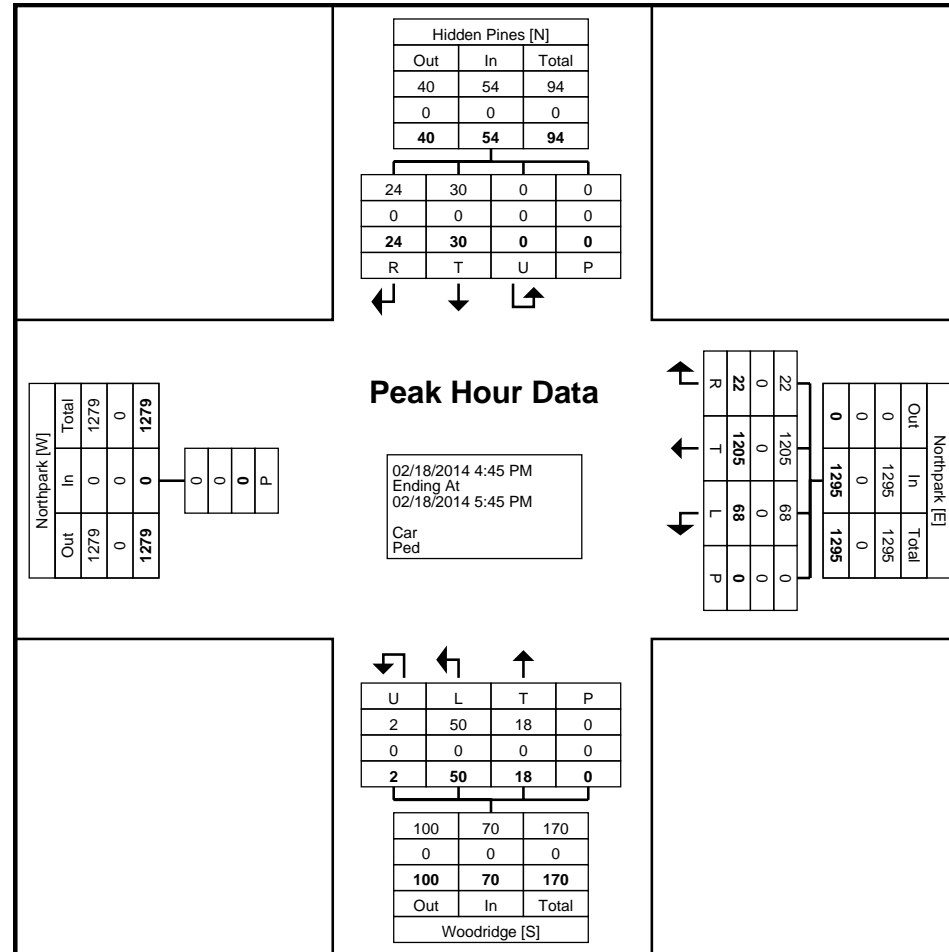 Hidden Pines [N]
Out In Total
40 54 94
0 0 0
40 54 94
24 30 0 0
0 0 0 0
24 30 0 0
R T U P
Peak Hour Data
02/18/2014 4:45 PM
Ending At
02/18/2014 5:45 PM
Car
Ped
Northpark [W]
Out In Total
1279 0 1279
0 0 0
1279 0 1279
0
0
0
P
Northpark [E]
Out In Total
0 1295 1295
0 0 0
0 1295 1295
22 1205 68 0
0 0 0 0
22 1205 68 0
R T L P
U L T P
2 50 18 0
0 0 0 0
2 50 18 0
100 70 170
0 0 0
100 70 170
Out In Total
Woodridge [S]